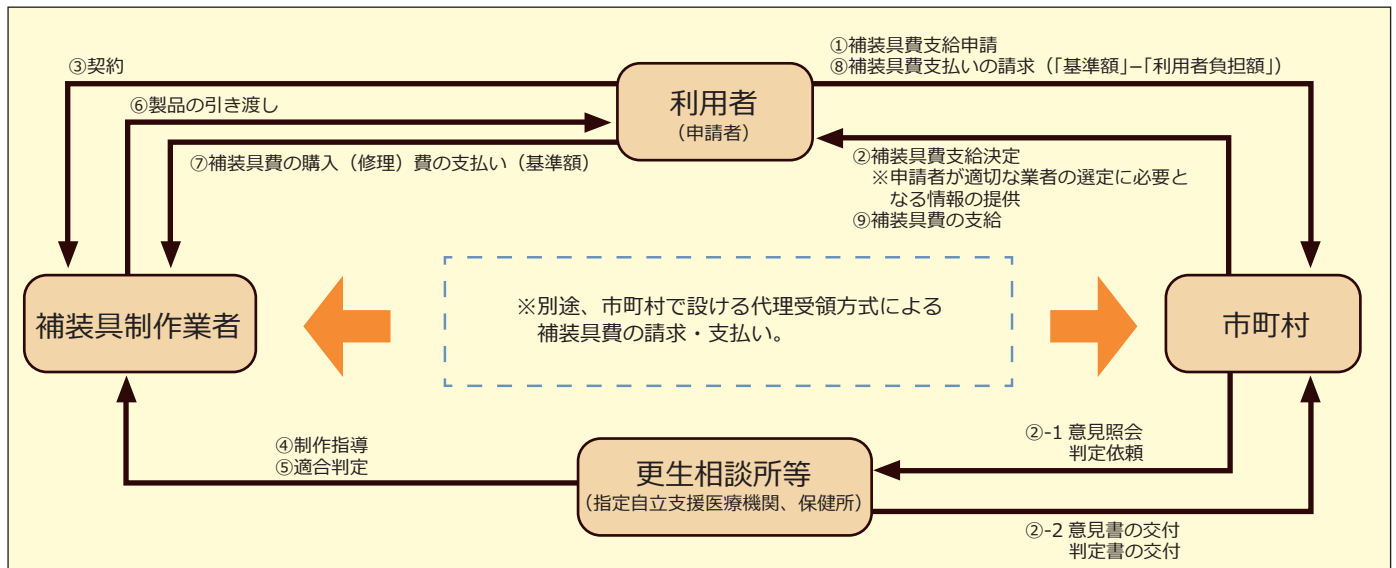 ③契約
①補装具費支給申請
⑧補装具費支払いの請求（「基準額」−「利用者負担額」）
⑥製品の引き渡し
利用者
（申請者）
⑦補装具費の購入（修理）費の支払い（基準額）
②補装具費支給決定
※申請者が適切な業者の選定に必要と
なる情報の提供
⑨補装具費の支給
補装具制作業者
※別途、市町村で設ける代理受領方式による
補装具費の請求・支払い。
市町村
④制作指導
⑤適合判定
更生相談所等
（指定自立支援医療機関、保健所）
②-1 意見照会
判定依頼
②-2 意見書の交付
判定書の交付